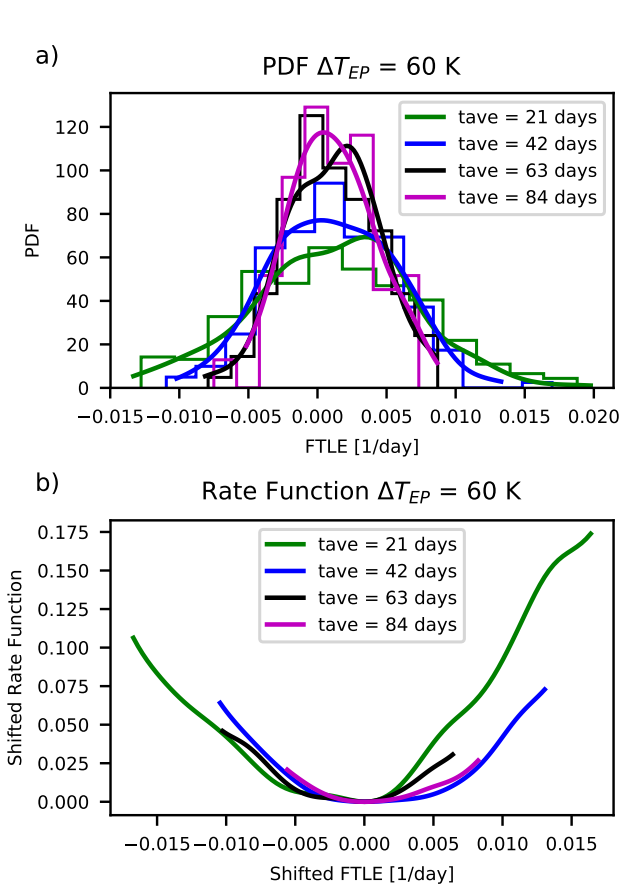 a)
PDF ΔT_EP = 60 K
PDF
120
100
80
60
40
20
0
tave = 21 days
tave = 42 days
tave = 63 days
tave = 84 days
−0.015 −0.010 −0.005 0.000 0.005 0.010 0.015 0.020
FTLE [1/day]
b)
Rate Function ΔT_EP = 60 K
Shifted Rate Function
0.175
0.150
0.125
0.100
0.075
0.050
0.025
0.000
tave = 21 days
tave = 42 days
tave = 63 days
tave = 84 days
−0.015 −0.010 −0.005 0.000 0.005 0.010 0.015
Shifted FTLE [1/day]